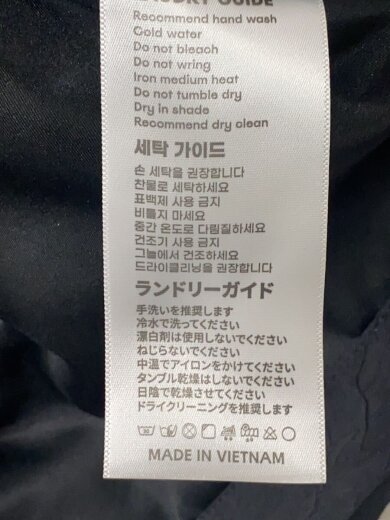 LAUNDRY GUIDE
Recommend hand wash
Cold water
Do not bleach
Do not wring
Iron medium heat
Do not tumble dry
Dry in shade
Recommend dry clean
세탁 가이드
손 세탁을 권장합니다
찬물로 세탁하세요
표백제 사용 금지
비틀지 마세요
중간 온도로 다림질하세요
건조기 사용 금지
그늘에서 건조하세요
드라이클리닝을 권장합니다
ランドリーガイド
手洗いを推奨します
冷水で洗ってください
漂白剤は使用しないでください
ねじらないでください
中温でアイロンをかけてください
タンブル乾燥はしないでください
日陰で乾燥させてください
ドライクリーニングを推奨します
MADE IN VIETNAM